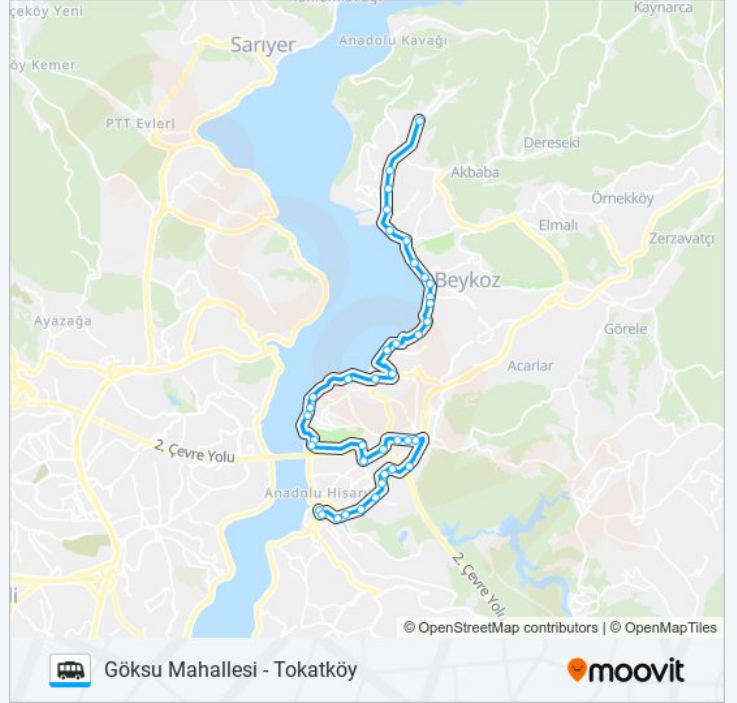 çeköy Yeni
Kaynarca
Sarıyer
Anadolu Kavağı
öy Kemer
PTT Evleri
Dereseki
Akbaba
Örnekköy
Elmalı
Zerzavatçı
Beykoz
Ayazağa
Görele
Acarlar
2. Çevre Yolu
Anadolu Hisarı
2. Çevre Yolu
li
© OpenStreetMap contributors | © OpenMapTiles
Göksu Mahallesi - Tokatköy
moovit